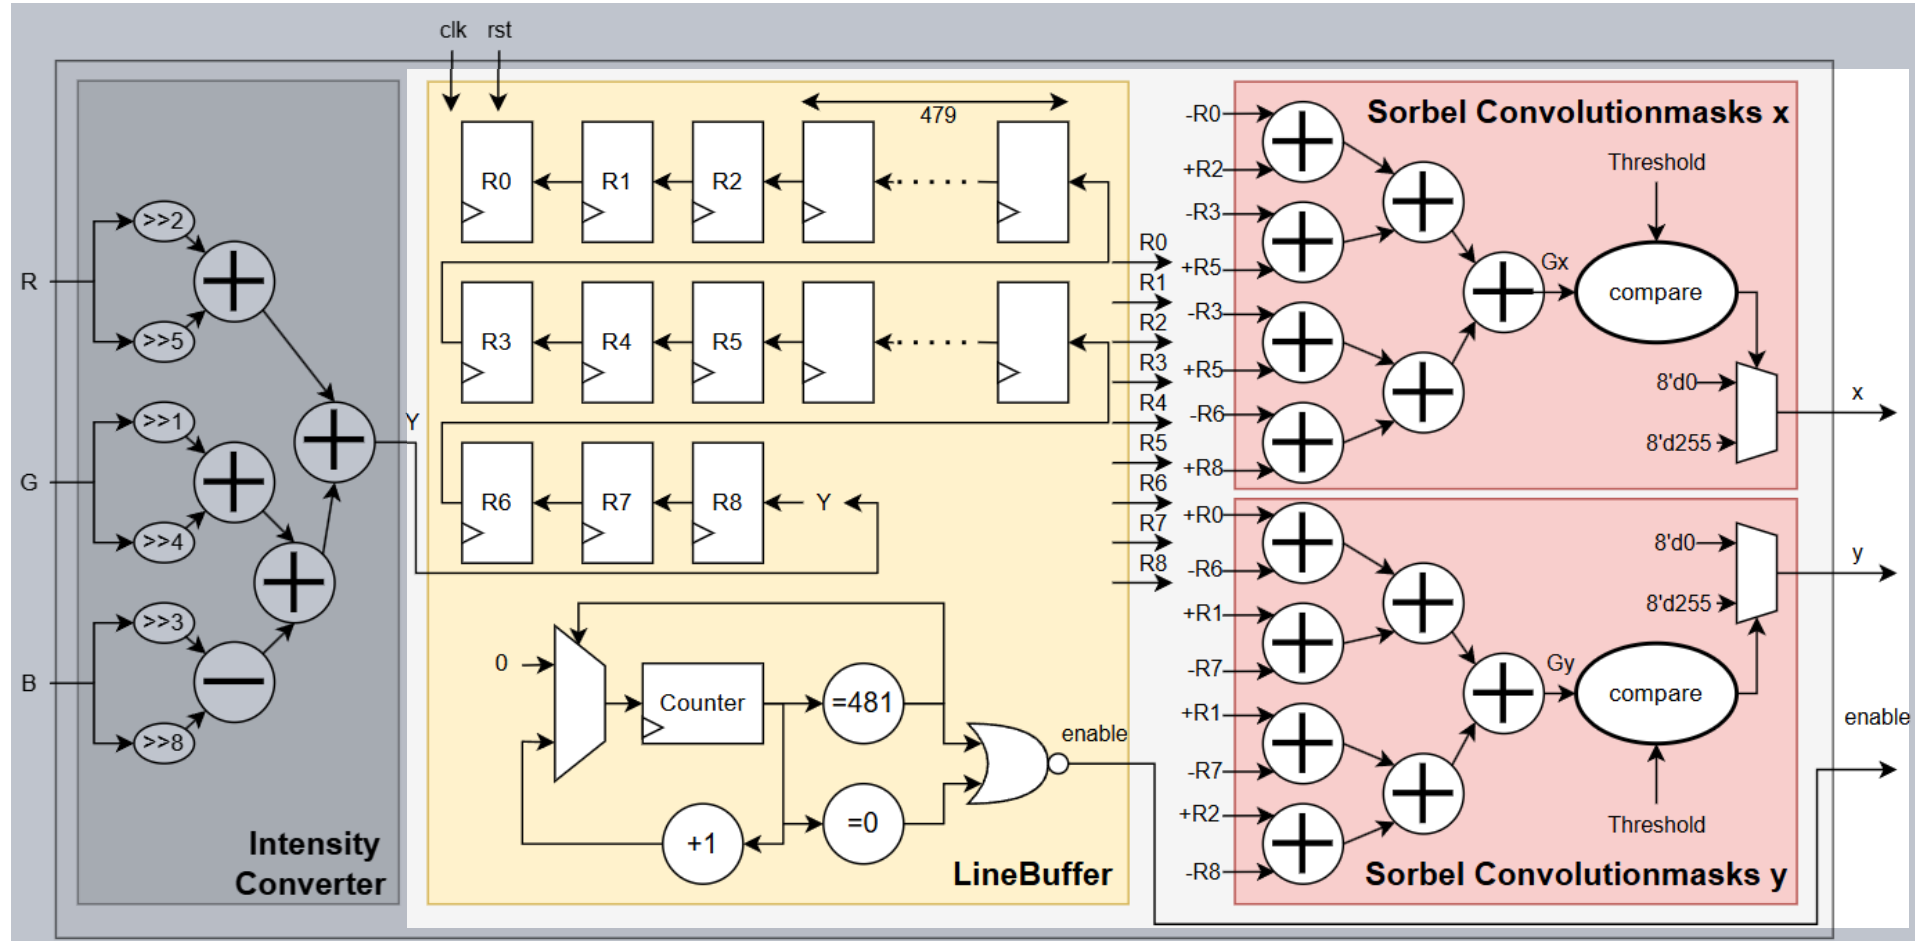 clk rst
R
>>2
>>5
G
>>1
>>4
B
>>3
>>8
Intensity
Converter
Y
479
R0 R1 R2
R3 R4 R5
R6 R7 R8 Y
0
Counter
=481
=0
+1
enable
LineBuffer
R0
R1
R2
R3
R4
R5
R6
R7
R8
Sorbel Convolutionmasks x
-R0
+R2
-R3
+R5
-R3
+R5
-R6
+R8
Gx
Threshold
compare
8'd0
8'd255
x
+R0
-R6
+R1
-R7
+R1
-R7
+R2
-R8
Gy
8'd0
8'd255
compare
Threshold
y
enable
Sorbel Convolutionmasks y